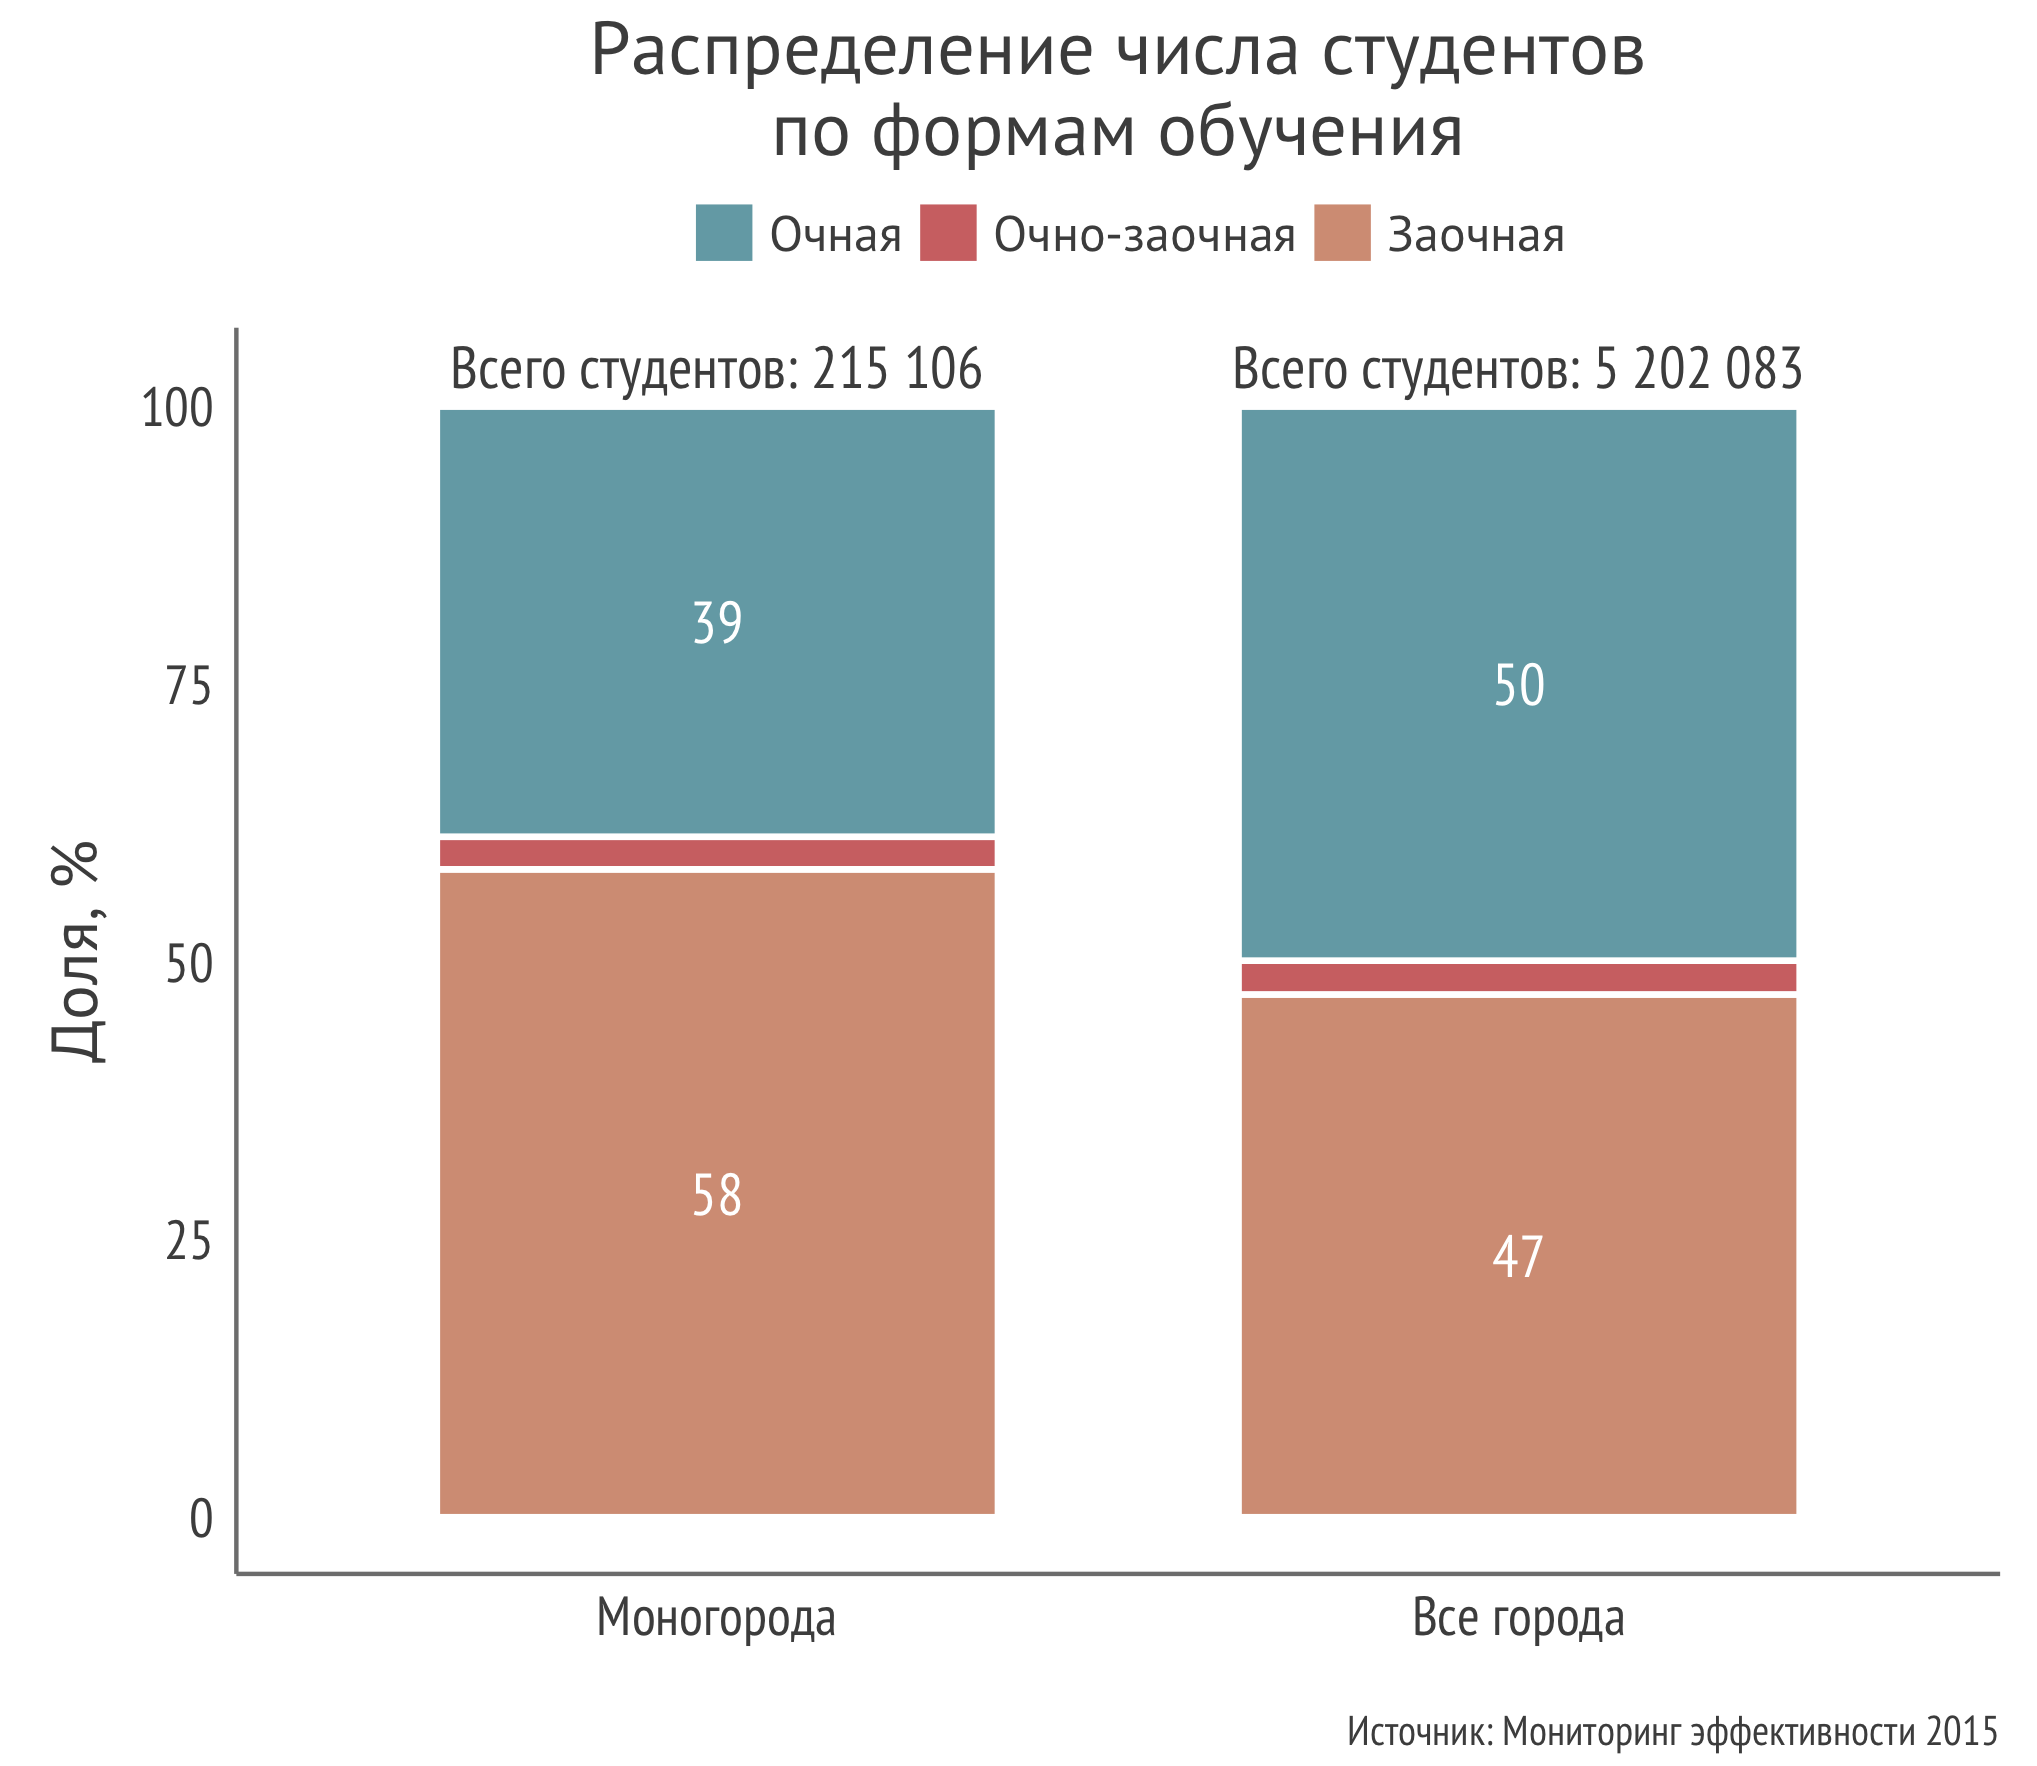 Распределение числа студентов
по формам обучения
Очная Очно-заочная Заочная
Всего студентов: 215 106 Всего студентов: 5 202 083
100
39
75
50
Доля, %
50
58
25
47
0
Моногорода Все города
Источник: Мониторинг эффективности 2015